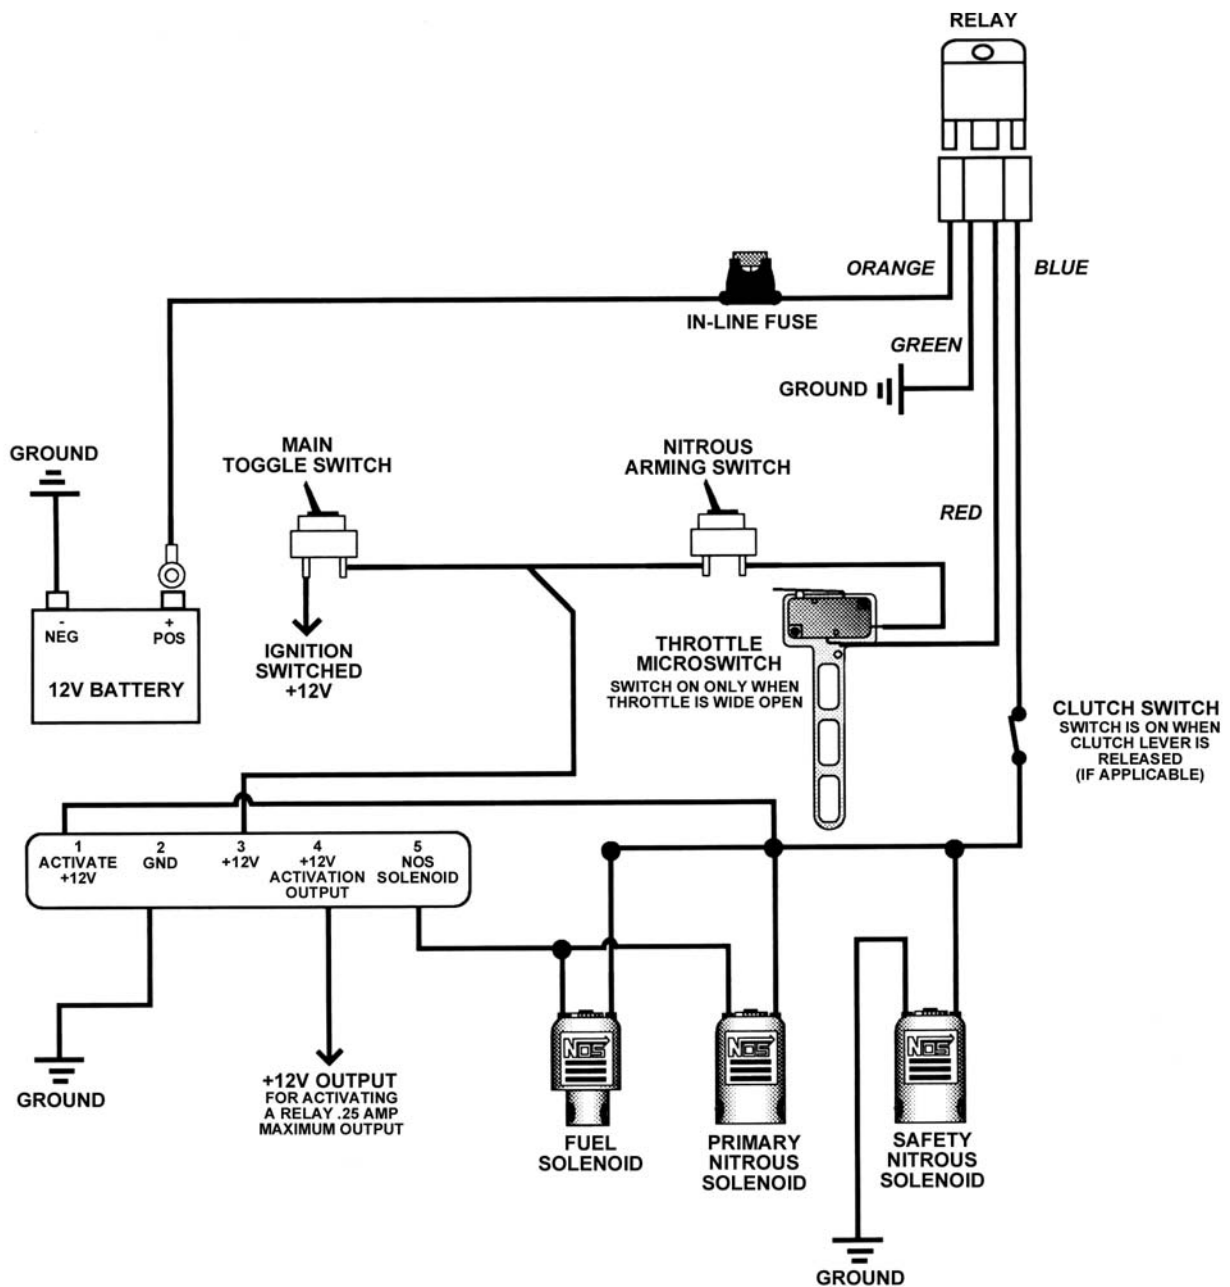 RELAY
ORANGE
BLUE
IN-LINE FUSE
GREEN
GROUND
GROUND
MAIN
TOGGLE SWITCH
NITROUS
ARMING SWITCH
RED
-
NEG
+
POS
12V BATTERY
IGNITION
SWITCHED
+12V
THROTTLE
MICROSWITCH
SWITCH ON ONLY WHEN
THROTTLE IS WIDE OPEN
CLUTCH SWITCH
SWITCH IS ON WHEN
CLUTCH LEVER IS
RELEASED
(IF APPLICABLE)
1
ACTIVATE
+12V
2
GND
3
+12V
4
+12V
ACTIVATION
OUTPUT
5
NOS
SOLENOID
GROUND
+12V OUTPUT
FOR ACTIVATING
A RELAY .25 AMP
MAXIMUM OUTPUT
NOS
FUEL
SOLENOID
NOS
PRIMARY
NITROUS
SOLENOID
NOS
SAFETY
NITROUS
SOLENOID
GROUND